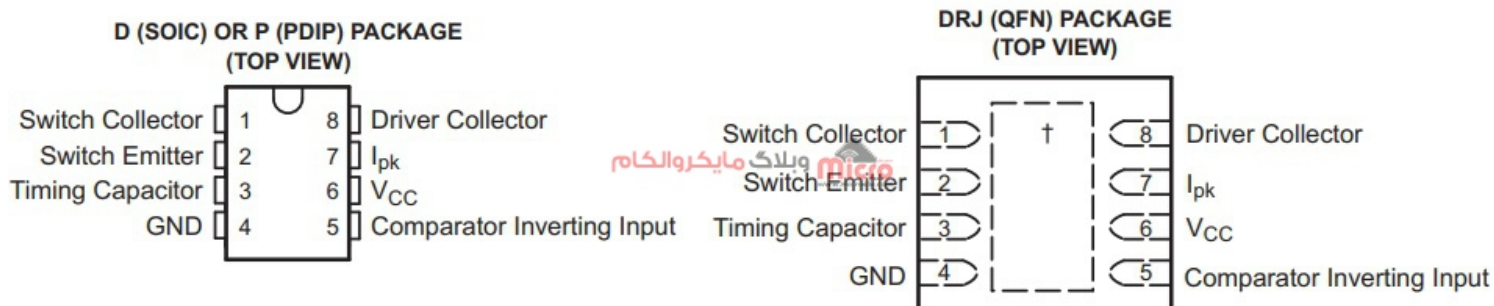 D (SOIC) OR P (PDIP) PACKAGE
(TOP VIEW)
Switch Collector 1 8 Driver Collector
Switch Emitter 2 7 Ipk
Timing Capacitor 3 6 VCC
GND 4 5 Comparator Inverting Input
DRJ (QFN) PACKAGE
(TOP VIEW)
Switch Collector 1 † 8 Driver Collector
وبلاگ مایکروالکام Micro
Switch Emitter 2 7 Ipk
Timing Capacitor 3 6 VCC
GND 4 5 Comparator Inverting Input